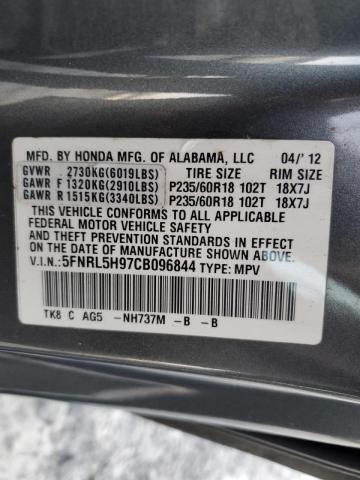 MFD. BY HONDA MFG. OF ALABAMA, LLC 04/'12
GVWR 2730KG(6019LBS) TIRE SIZE RIM SIZE
GAWR F 1320KG(2910LBS) P235/60R18 102T 18X7J
GAWR R 1515KG(3340LBS) P235/60R18 102T 18X7J
THIS VEHICLE CONFORMS TO ALL APPLICABLE
FEDERAL MOTOR VEHICLE SAFETY AND
THEFT PREVENTION STANDARDS IN EFFECT ON
THE DATE OF MANUFACTURE SHOWN ABOVE.
V.I.N.: 5FNRL5H97CB096844 TYPE: MPV
TK8 C AG5 -NH737M -B -B